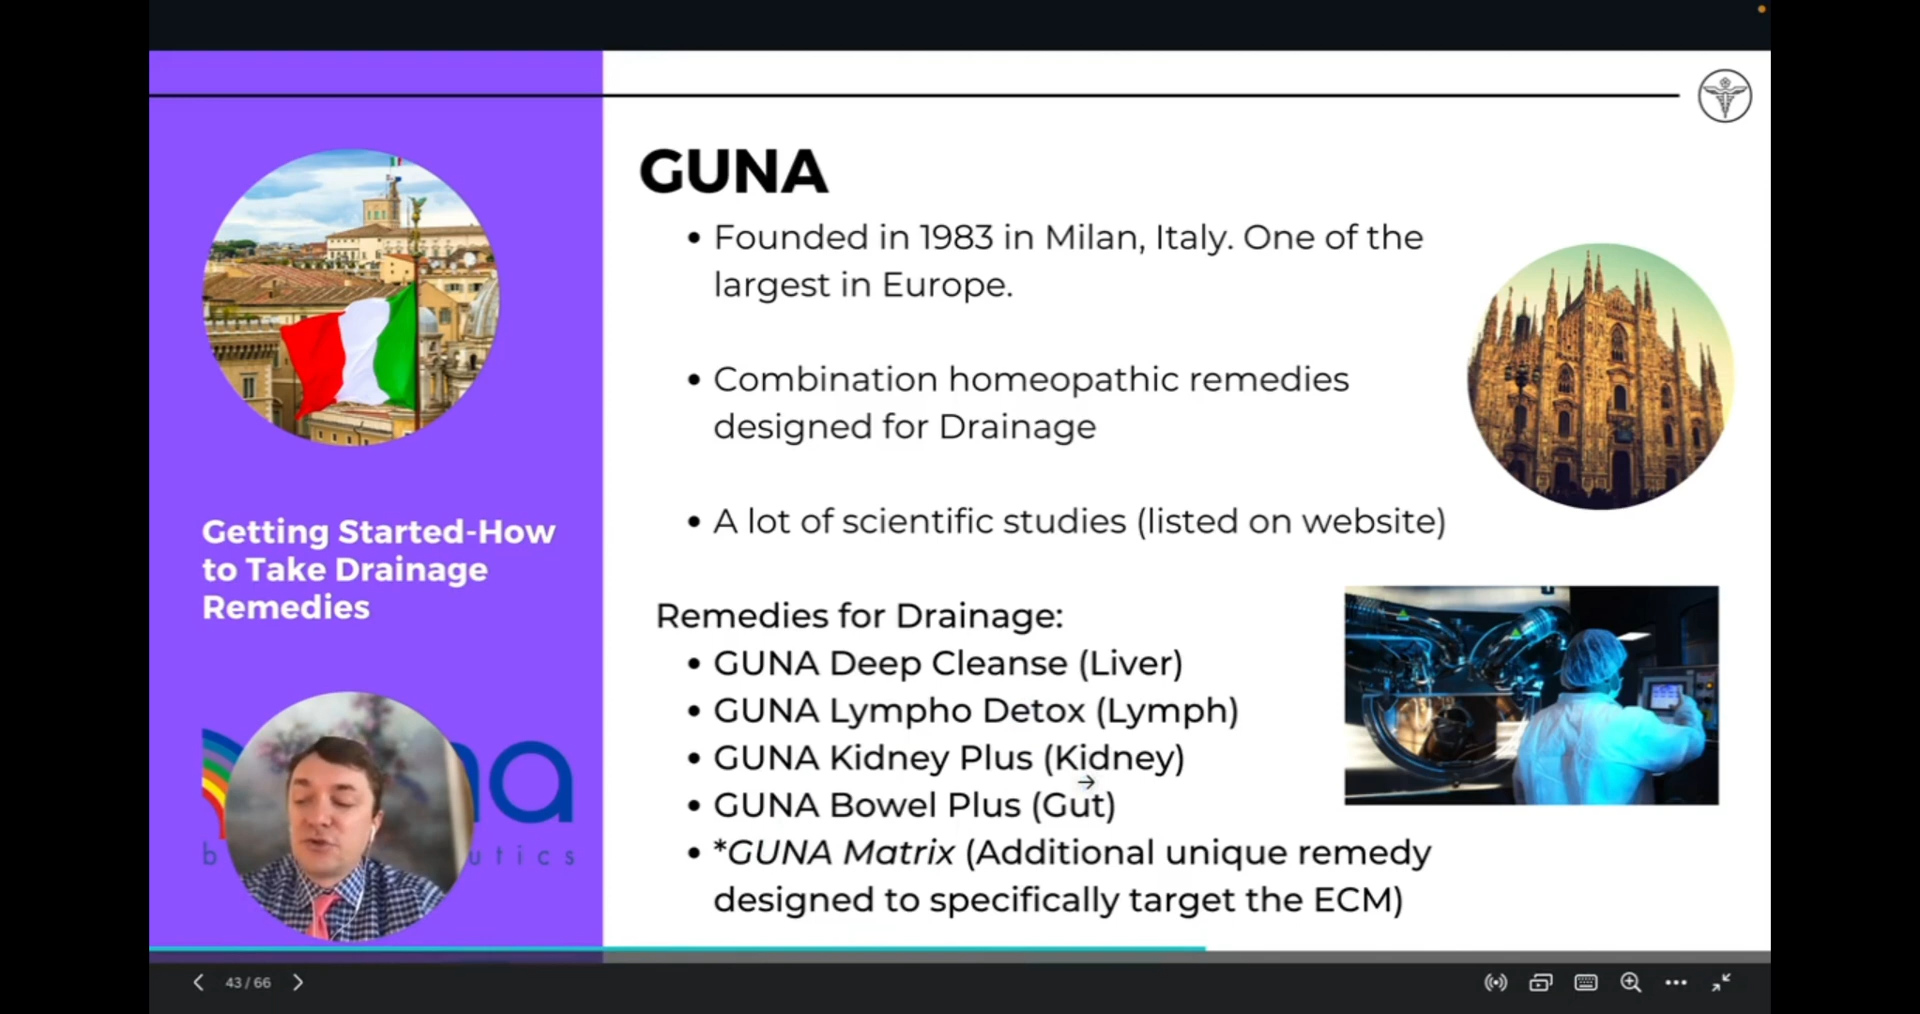 GUNA
• Founded in 1983 in Milan, Italy. One of the
largest in Europe.
• Combination homeopathic remedies
designed for Drainage
• A lot of scientific studies (listed on website)
Remedies for Drainage:
• GUNA Deep Cleanse (Liver)
• GUNA Lympho Detox (Lymph)
• GUNA Kidney Plus (Kidney)
• GUNA Bowel Plus (Gut)
• *GUNA Matrix (Additional unique remedy
designed to specifically target the ECM)
Getting Started-How
to Take Drainage
Remedies
43 / 66